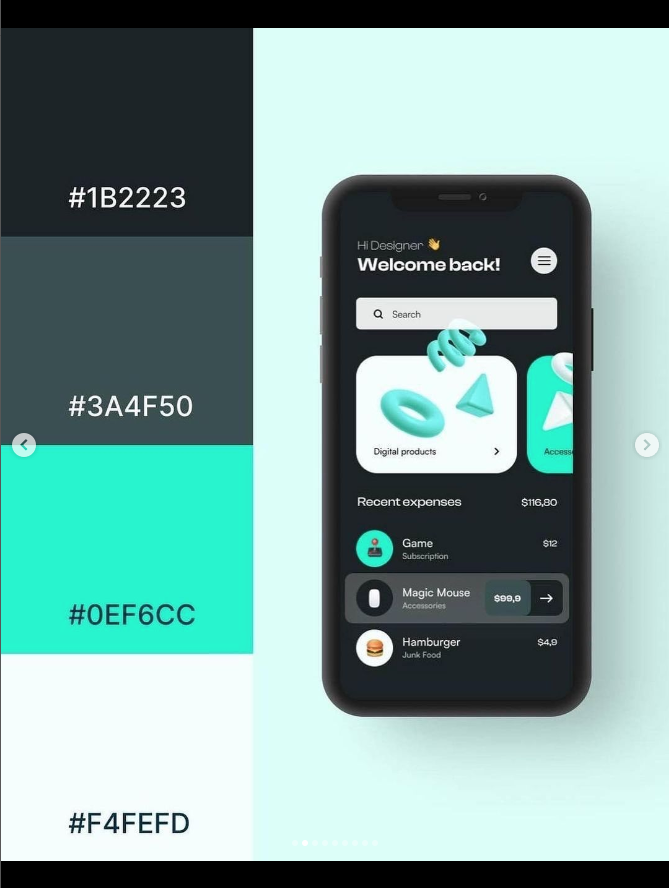 #1B2223
#3A4F50
#0EF6CC
#F4FEFD
Hi Designer 👋
Welcome back!
Search
Digital products
Access
Recent expenses $116,80
Game $12
Subscription
Magic Mouse $99,9
Accessories
Hamburger $4,9
Junk Food